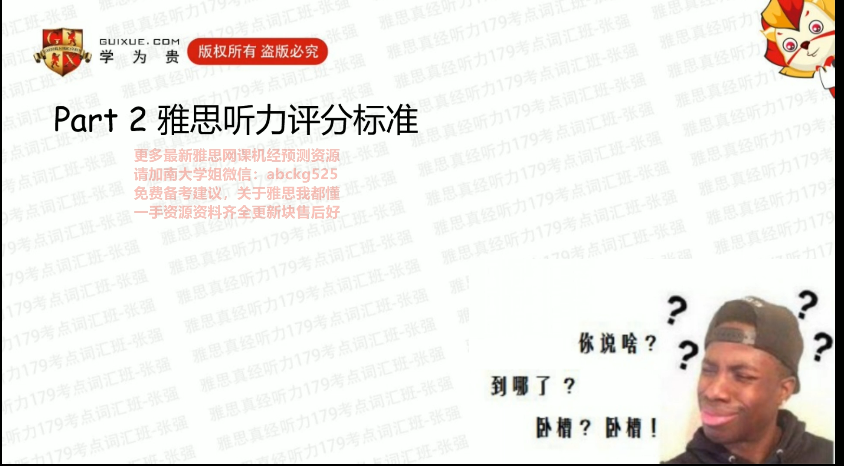 GUIXUE.COM
学为贵
版权所有 盗版必究
Part 2 雅思听力评分标准
更多最新雅思网课机经预测资源
请加南大学姐微信：abckg525
免费备考建议，关于雅思我都懂
一手资源资料齐全更新块售后好
雅思真经听力179考点词汇班-张强
?
?
?
?
你说啥？
到哪了？
卧槽？卧槽！